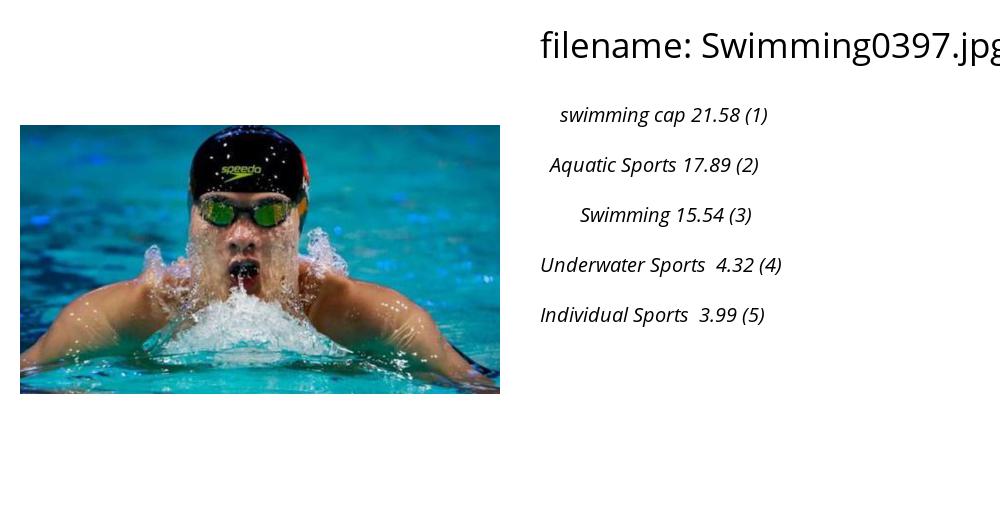 filename: Swimming0397.jpg
swimming cap 21.58 (1)
Aquatic Sports 17.89 (2)
Swimming 15.54 (3)
Underwater Sports 4.32 (4)
Individual Sports 3.99 (5)
speedo